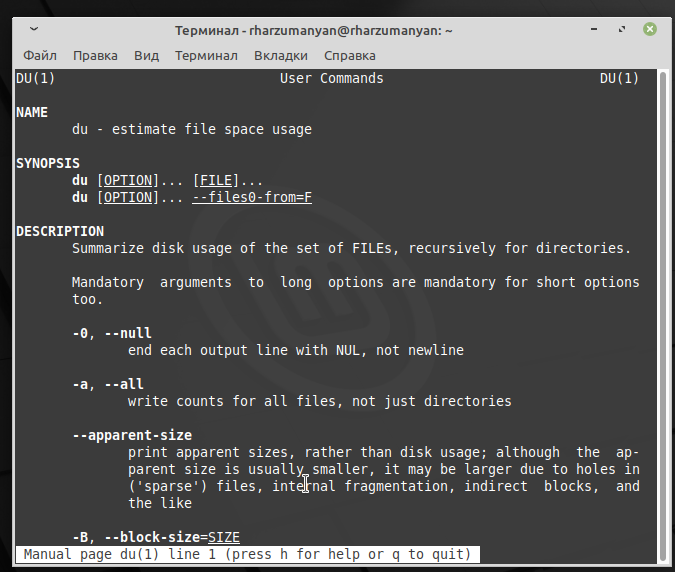 Терминал - rharzumanyan@rharzumanyan: ~
Файл Правка Вид Терминал Вкладки Справка
DU(1) User Commands DU(1)
NAME
du - estimate file space usage
SYNOPSIS
du [OPTION]... [FILE]...
du [OPTION]... --files0-from=F
DESCRIPTION
Summarize disk usage of the set of FILEs, recursively for directories.
Mandatory arguments to long options are mandatory for short options
too.
-0, --null
end each output line with NUL, not newline
-a, --all
write counts for all files, not just directories
--apparent-size
print apparent sizes, rather than disk usage; although the ap-
parent size is usually smaller, it may be larger due to holes in
('sparse') files, internal fragmentation, indirect blocks, and
the like
-B, --block-size=SIZE
Manual page du(1) line 1 (press h for help or q to quit)